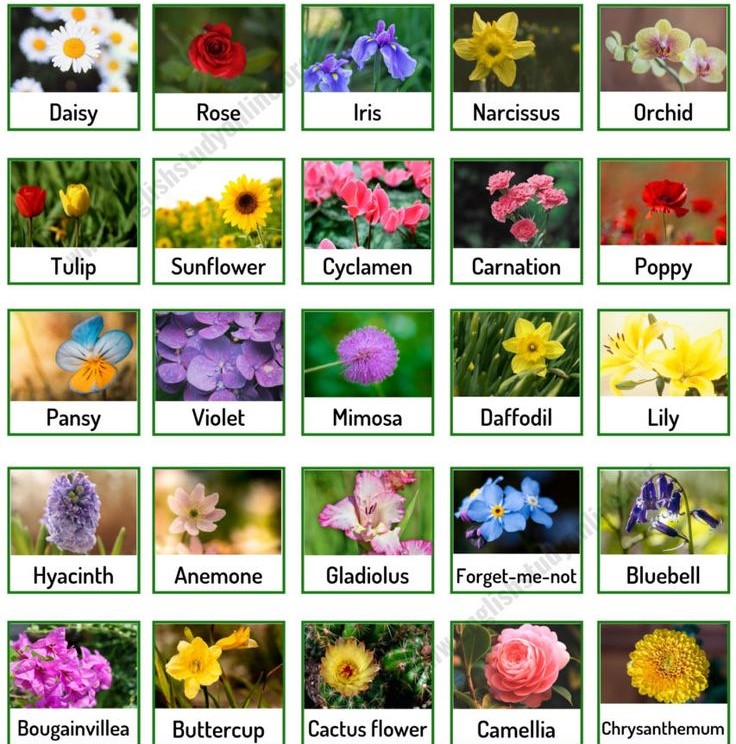 Daisy
Rose
Iris
Narcissus
Orchid
Tulip
Sunflower
Cyclamen
Carnation
Poppy
Pansy
Violet
Mimosa
Daffodil
Lily
Hyacinth
Anemone
Gladiolus
Forget-me-not
Bluebell
Bougainvillea
Buttercup
Cactus flower
Camellia
Chrysanthemum